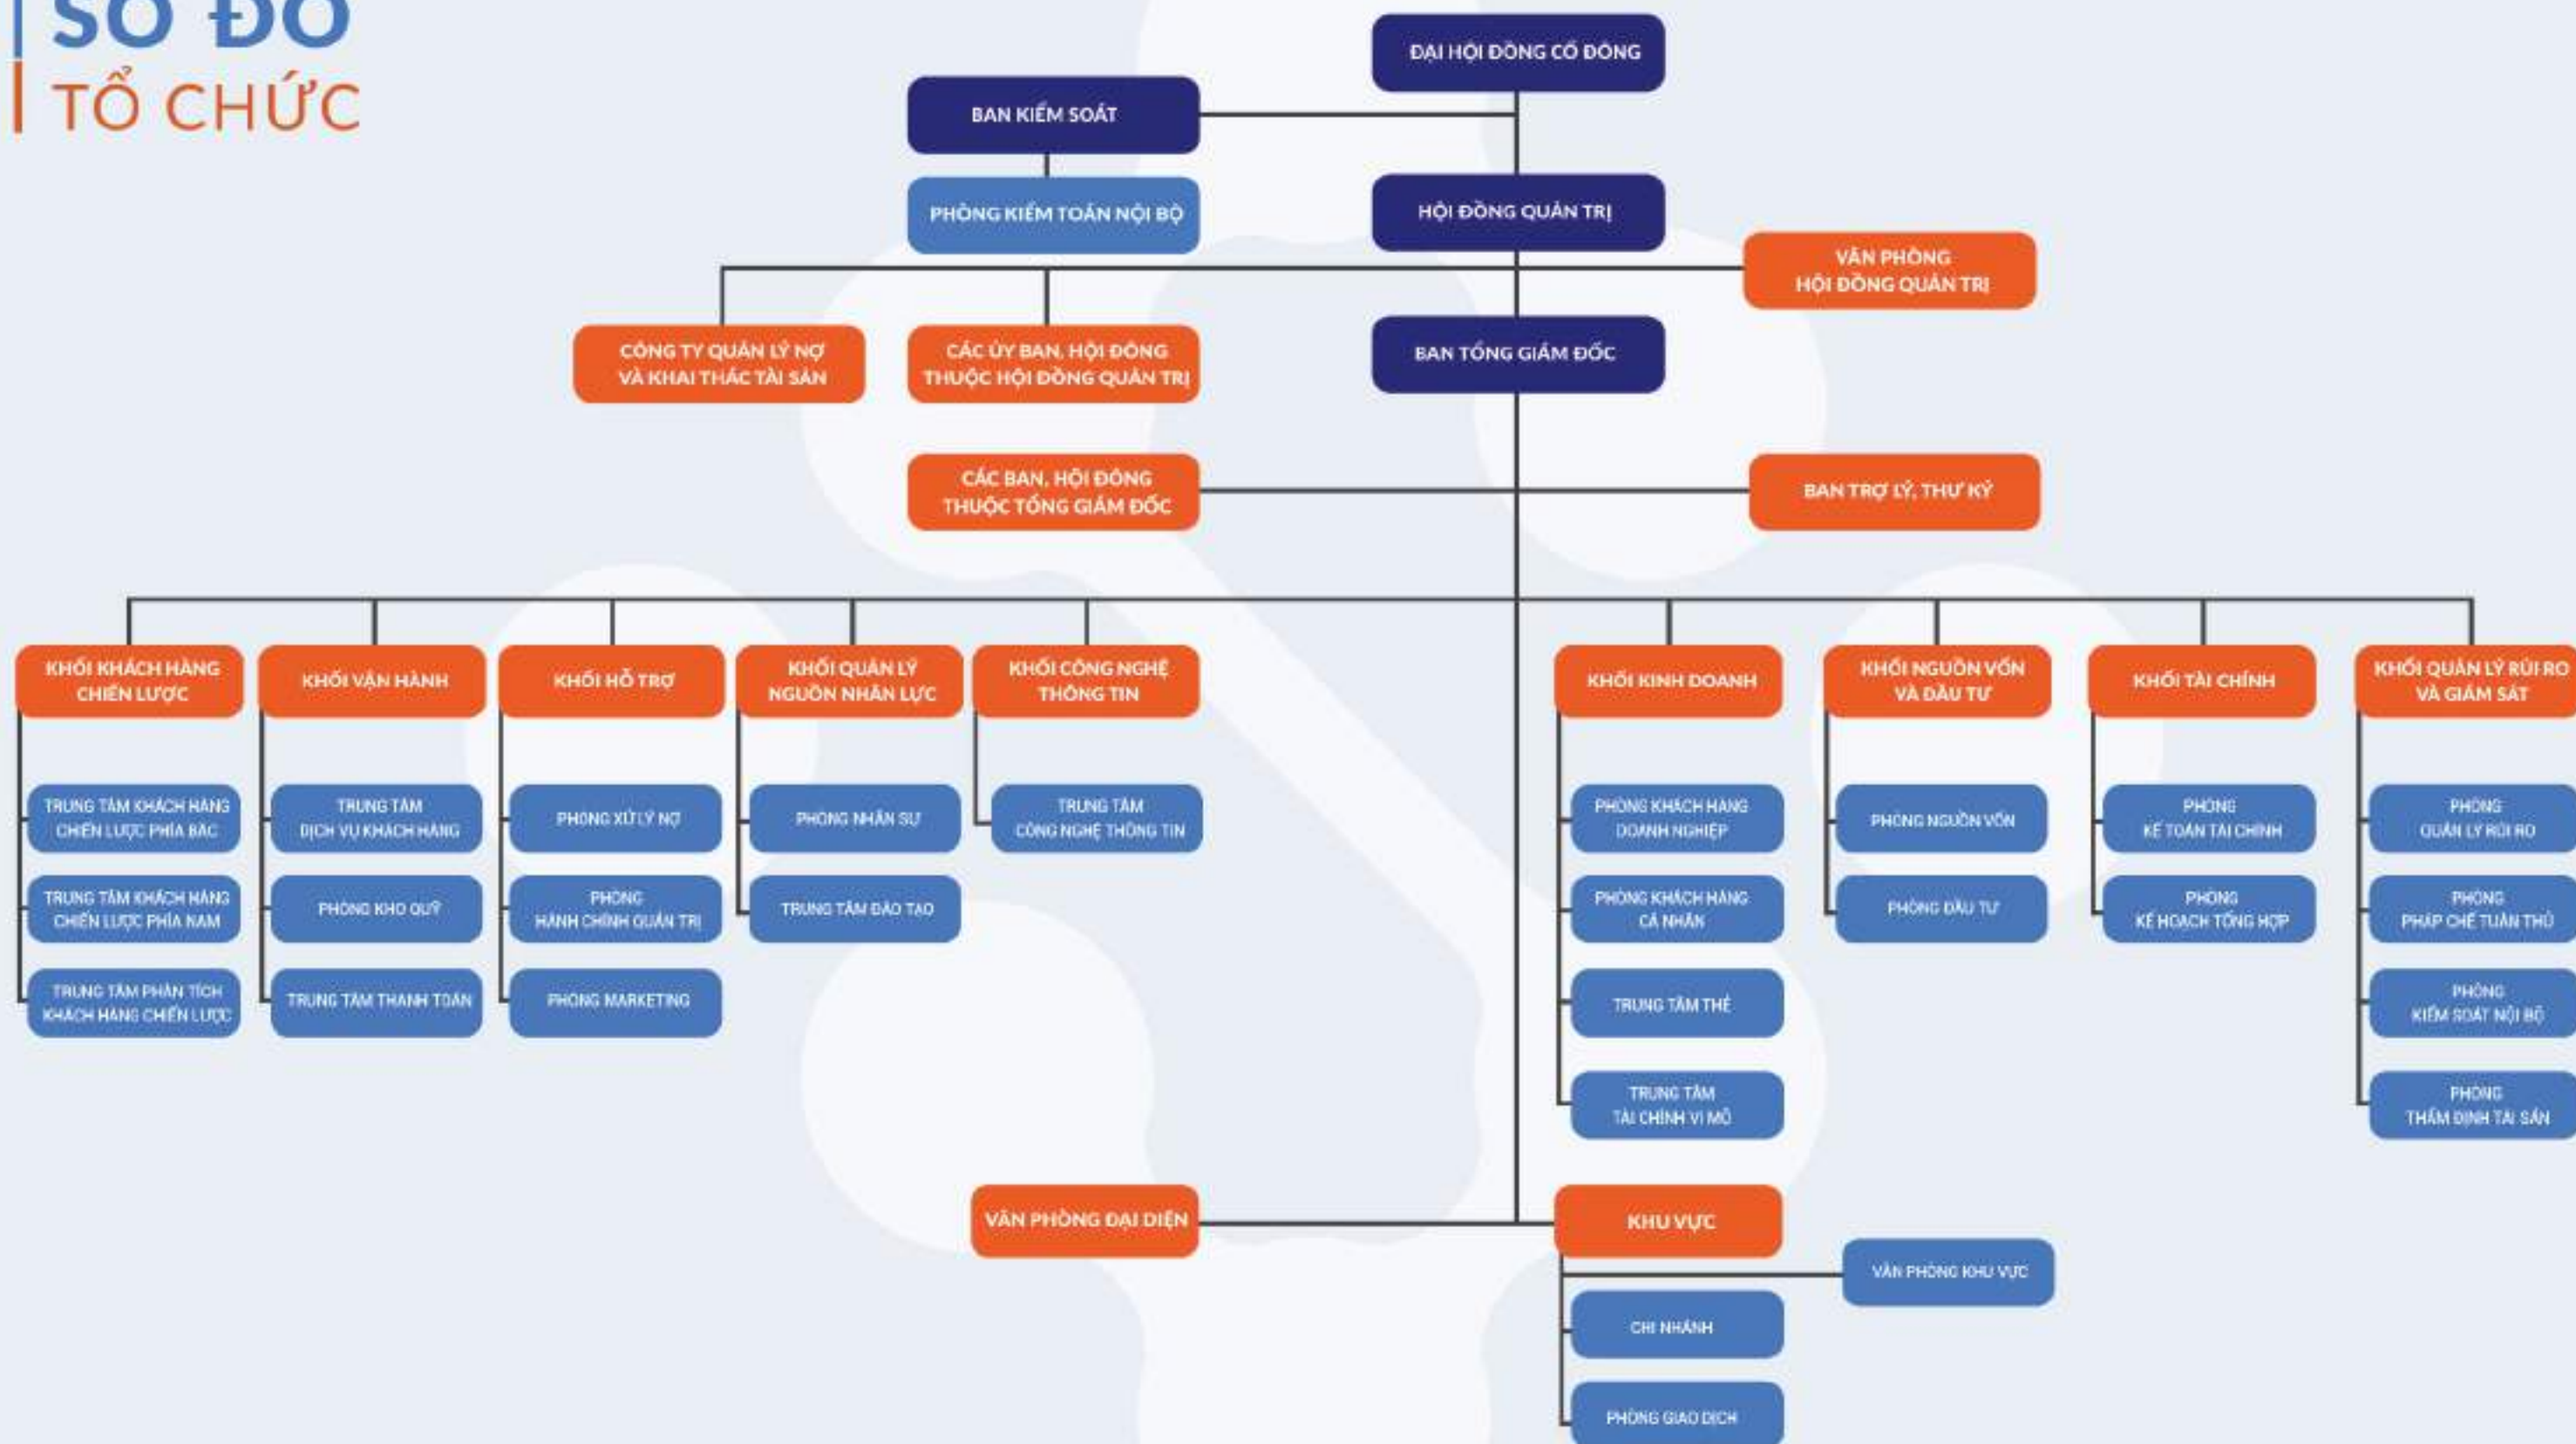 SƠ ĐỒ
TỔ CHỨC
ĐẠI HỘI ĐỒNG CỔ ĐÔNG
BAN KIỂM SOÁT
PHÒNG KIỂM TOÁN NỘI BỘ
HỘI ĐỒNG QUẢN TRỊ
VĂN PHÒNG
HỘI ĐỒNG QUẢN TRỊ
CÔNG TY QUẢN LÝ NỢ
VÀ KHAI THÁC TÀI SẢN
CÁC ỦY BAN, HỘI ĐỒNG
THUỘC HỘI ĐỒNG QUẢN TRỊ
BAN TỔNG GIÁM ĐỐC
CÁC BAN, HỘI ĐỒNG
THUỘC TỔNG GIÁM ĐỐC
BAN TRỢ LÝ, THƯ KÝ
KHỐI KHÁCH HÀNG
CHIẾN LƯỢC
TRUNG TÂM KHÁCH HÀNG
CHIẾN LƯỢC PHÍA BẮC
TRUNG TÂM KHÁCH HÀNG
CHIẾN LƯỢC PHÍA NAM
TRUNG TÂM PHÂN TÍCH
KHÁCH HÀNG CHIẾN LƯỢC
KHỐI VẬN HÀNH
TRUNG TÂM
DỊCH VỤ KHÁCH HÀNG
PHÒNG KHO QUỸ
TRUNG TÂM THANH TOÁN
KHỐI HỖ TRỢ
PHÒNG XỬ LÝ NỢ
PHÒNG
HÀNH CHÍNH QUẢN TRỊ
PHÒNG MARKETING
KHỐI QUẢN LÝ
NGUỒN NHÂN LỰC
PHÒNG NHÂN SỰ
TRUNG TÂM ĐÀO TẠO
KHỐI CÔNG NGHỆ
THÔNG TIN
TRUNG TÂM
CÔNG NGHỆ THÔNG TIN
KHỐI KINH DOANH
PHÒNG KHÁCH HÀNG
DOANH NGHIỆP
PHÒNG KHÁCH HÀNG
CÁ NHÂN
TRUNG TÂM THẺ
TRUNG TÂM
TÀI CHÍNH VI MÔ
KHỐI NGUỒN VỐN
VÀ ĐẦU TƯ
PHÒNG NGUỒN VỐN
PHÒNG ĐẦU TƯ
KHỐI TÀI CHÍNH
PHÒNG
KẾ TOÁN TÀI CHÍNH
PHÒNG
KẾ HOẠCH TỔNG HỢP
KHỐI QUẢN LÝ RỦI RO
VÀ GIÁM SÁT
PHÒNG
QUẢN LÝ RỦI RO
PHÒNG
PHÁP CHẾ TUÂN THỦ
PHÒNG
KIỂM SOÁT NỘI BỘ
PHÒNG
THẨM ĐỊNH TÀI SẢN
VĂN PHÒNG ĐẠI DIỆN
KHU VỰC
VĂN PHÒNG KHU VỰC
CHI NHÁNH
PHÒNG GIAO DỊCH